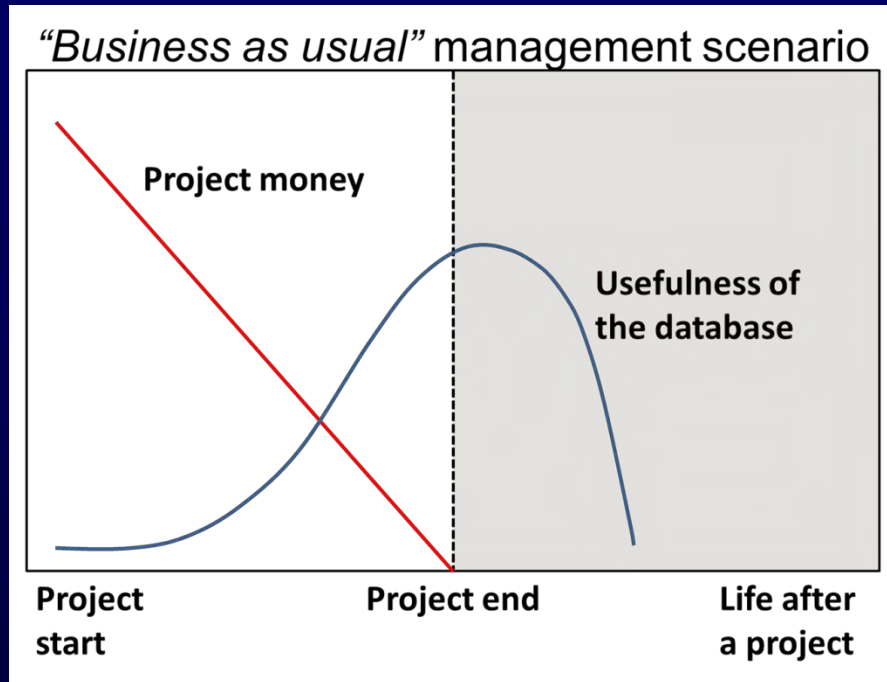 “Business as usual” management scenario
Project money
Usefulness of
the database
Project
start
Project end
Life after
a project